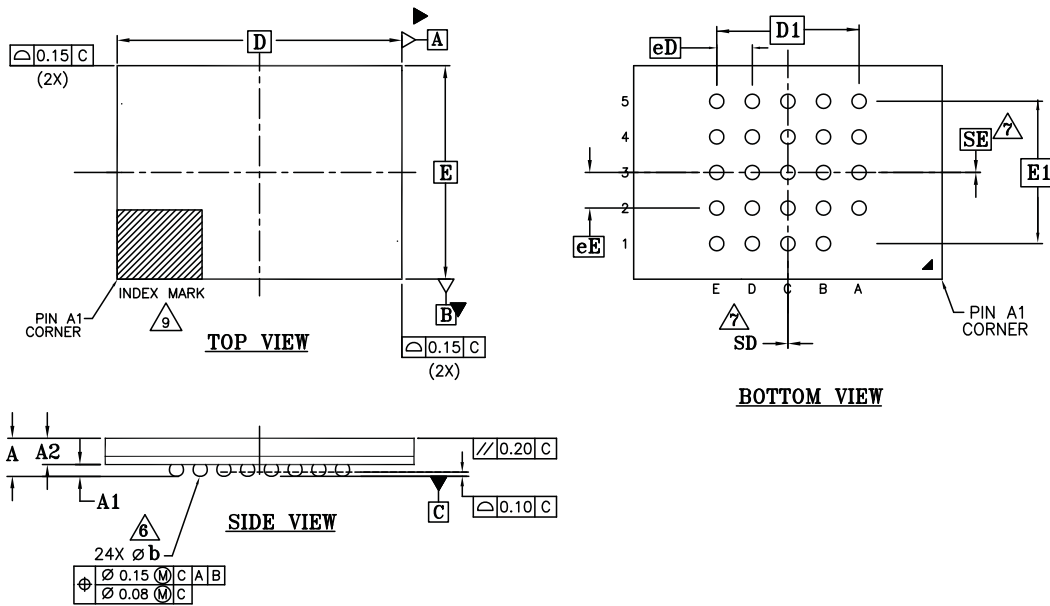 D
A
0.15 C
(2X)
E
INDEX MARK
9
PIN A1
CORNER
B
0.15 C
(2X)
TOP VIEW
eD
D1
5
4
3
2
1
E D C B A
SE
7
E1
eE
7
SD
PIN A1
CORNER
BOTTOM VIEW
A
A2
A1
// 0.20 C
0.10 C
C
SIDE VIEW
6
24X Ø b
⌖ Ø 0.15 Ⓜ C A B
Ø 0.08 Ⓜ C